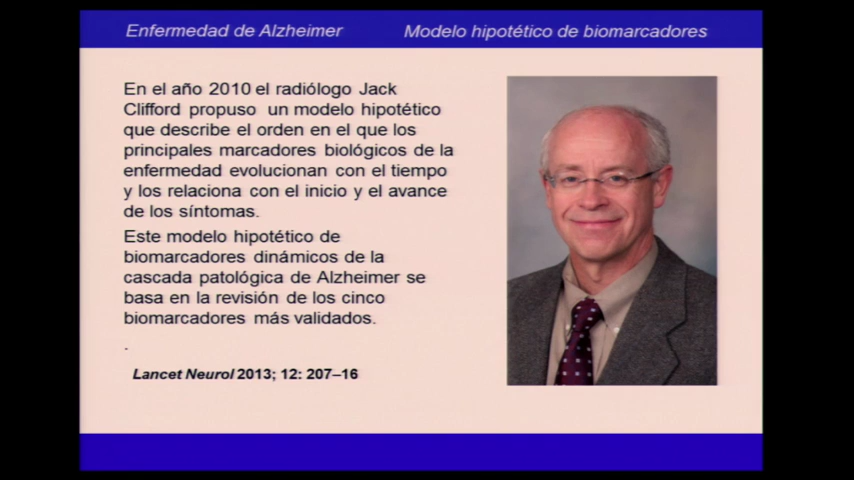 Enfermedad de Alzheimer Modelo hipotético de biomarcadores
En el año 2010 el radiólogo Jack
Clifford propuso un modelo hipotético
que describe el orden en el que los
principales marcadores biológicos de la
enfermedad evolucionan con el tiempo
y los relaciona con el inicio y el avance
de los síntomas.
Este modelo hipotético de
biomarcadores dinámicos de la
cascada patológica de Alzheimer se
basa en la revisión de los cinco
biomarcadores más validados.
.
Lancet Neurol 2013; 12: 207–16